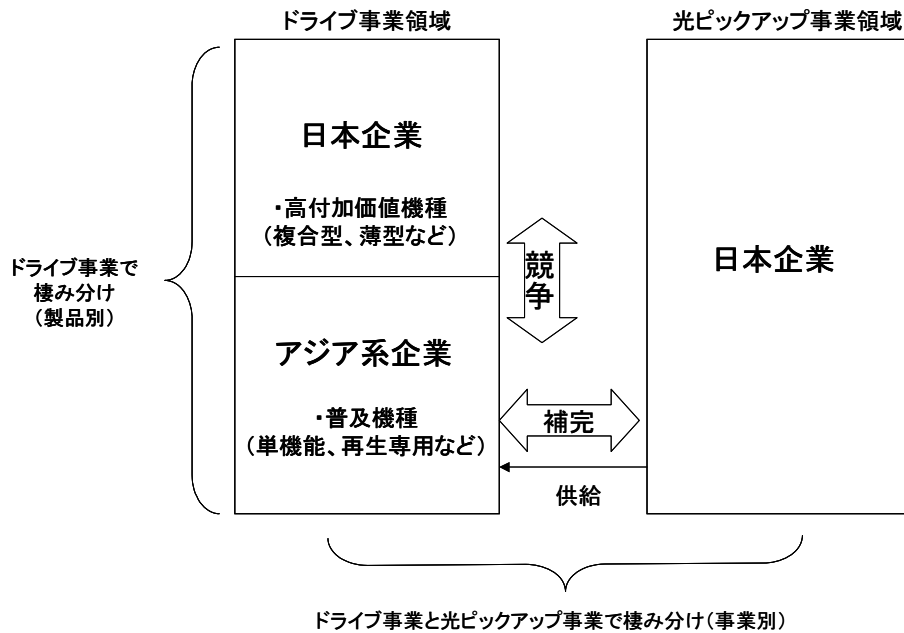 ドライブ事業領域
光ピックアップ事業領域
日本企業
・高付加価値機種
(複合型、薄型など)
ドライブ事業で
棲み分け
(製品別)
競争
日本企業
アジア系企業
・普及機種
(単機能、再生専用など)
補完
供給
ドライブ事業と光ピックアップ事業で棲み分け(事業別)